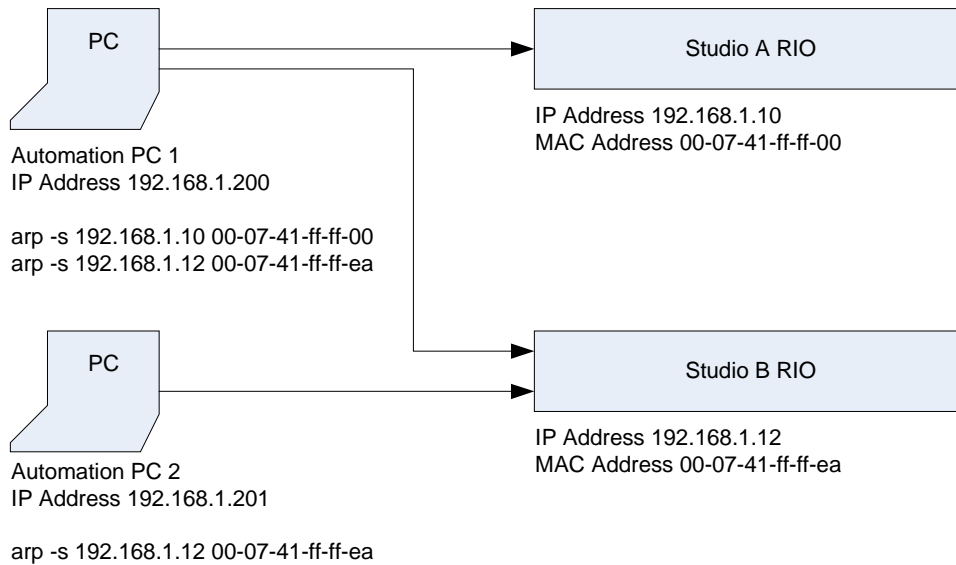 PC
Studio A RIO
IP Address 192.168.1.10
MAC Address 00-07-41-ff-ff-00
Automation PC 1
IP Address 192.168.1.200
arp -s 192.168.1.10 00-07-41-ff-ff-00
arp -s 192.168.1.12 00-07-41-ff-ff-ea
PC
Studio B RIO
IP Address 192.168.1.12
MAC Address 00-07-41-ff-ff-ea
Automation PC 2
IP Address 192.168.1.201
arp -s 192.168.1.12 00-07-41-ff-ff-ea